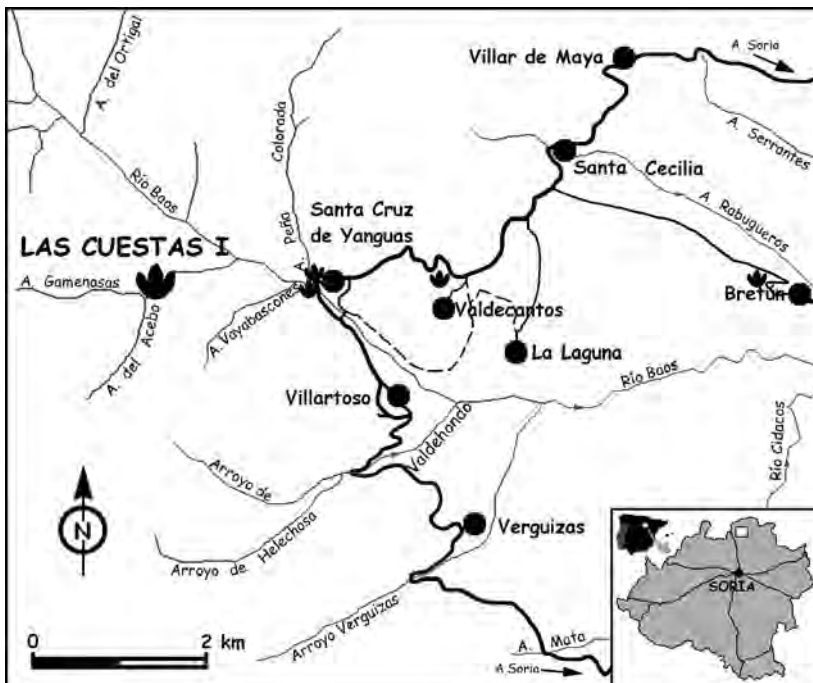 A. del Ortigal
Villar de Maya
A Soria
Colorada
A. Serrantes
Río Baos
Santa Cecilia
Santa Cruz
de Yanguas
A. Peña
A. Rabugueros
LAS CUESTAS I
A. Gamenosas
A. Vayabascones
Valdecantos
Bretún
A. del Acebo
La Laguna
Río Baos
Villartoso
Valdehondo
Río Cidacos
Arroyo de
N
Verguizas
Arroyo de Helechosa
SORIA
Arroyo Verguizas
0 2 km
A. Mata
A Soria